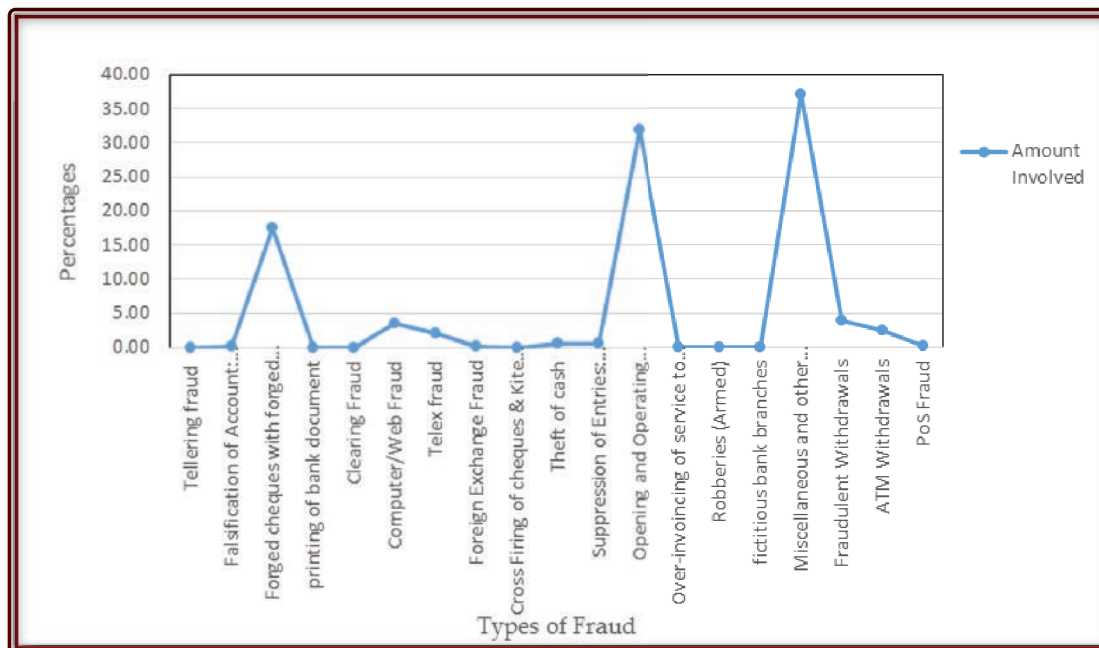 40.00
35.00
30.00
25.00
20.00
15.00
10.00
5.00
0.00
Percentages
Amount
Involved
Tellering fraud
Falsification of Account:...
Forged cheques with forged...
printing of bank document
Clearing Fraud
Computer/Web Fraud
Telex fraud
Foreign Exchange Fraud
Cross Firing of cheques & Kite...
Theft of cash
Suppression of Entries:...
Opening and Operating...
Over-invoincing of service to...
Robberies (Armed)
fictitious bank branches
Miscellaneous and other...
Fraudulent Withdrawals
ATM Withdrawals
PoS Fraud
Types of Fraud